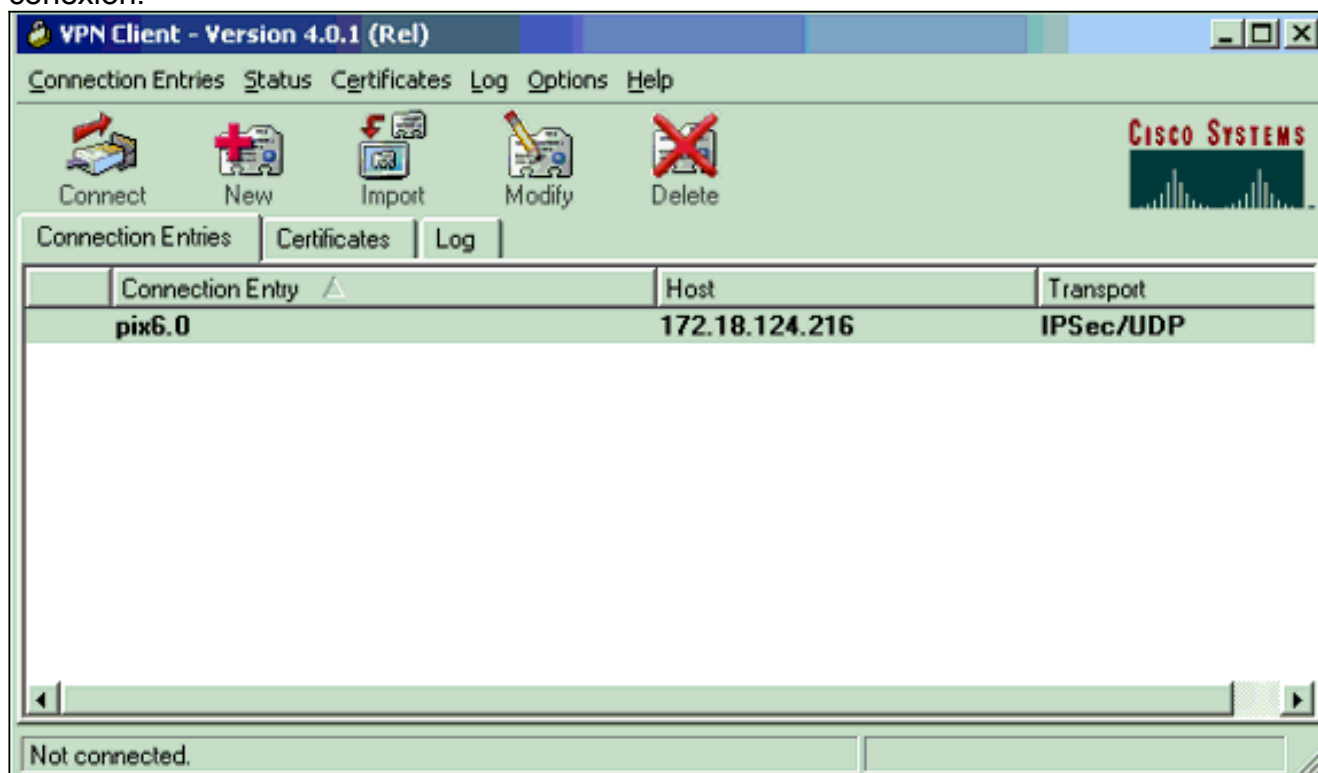 conexión.
VPN Client - Version 4.0.1 (Rel)
Connection Entries Status Certificates Log Options Help
Connect New Import Modify Delete
CISCO SYSTEMS
Connection Entries Certificates Log
Connection Entry Host Transport
pix6.0 172.18.124.216 IPSec/UDP
Not connected.